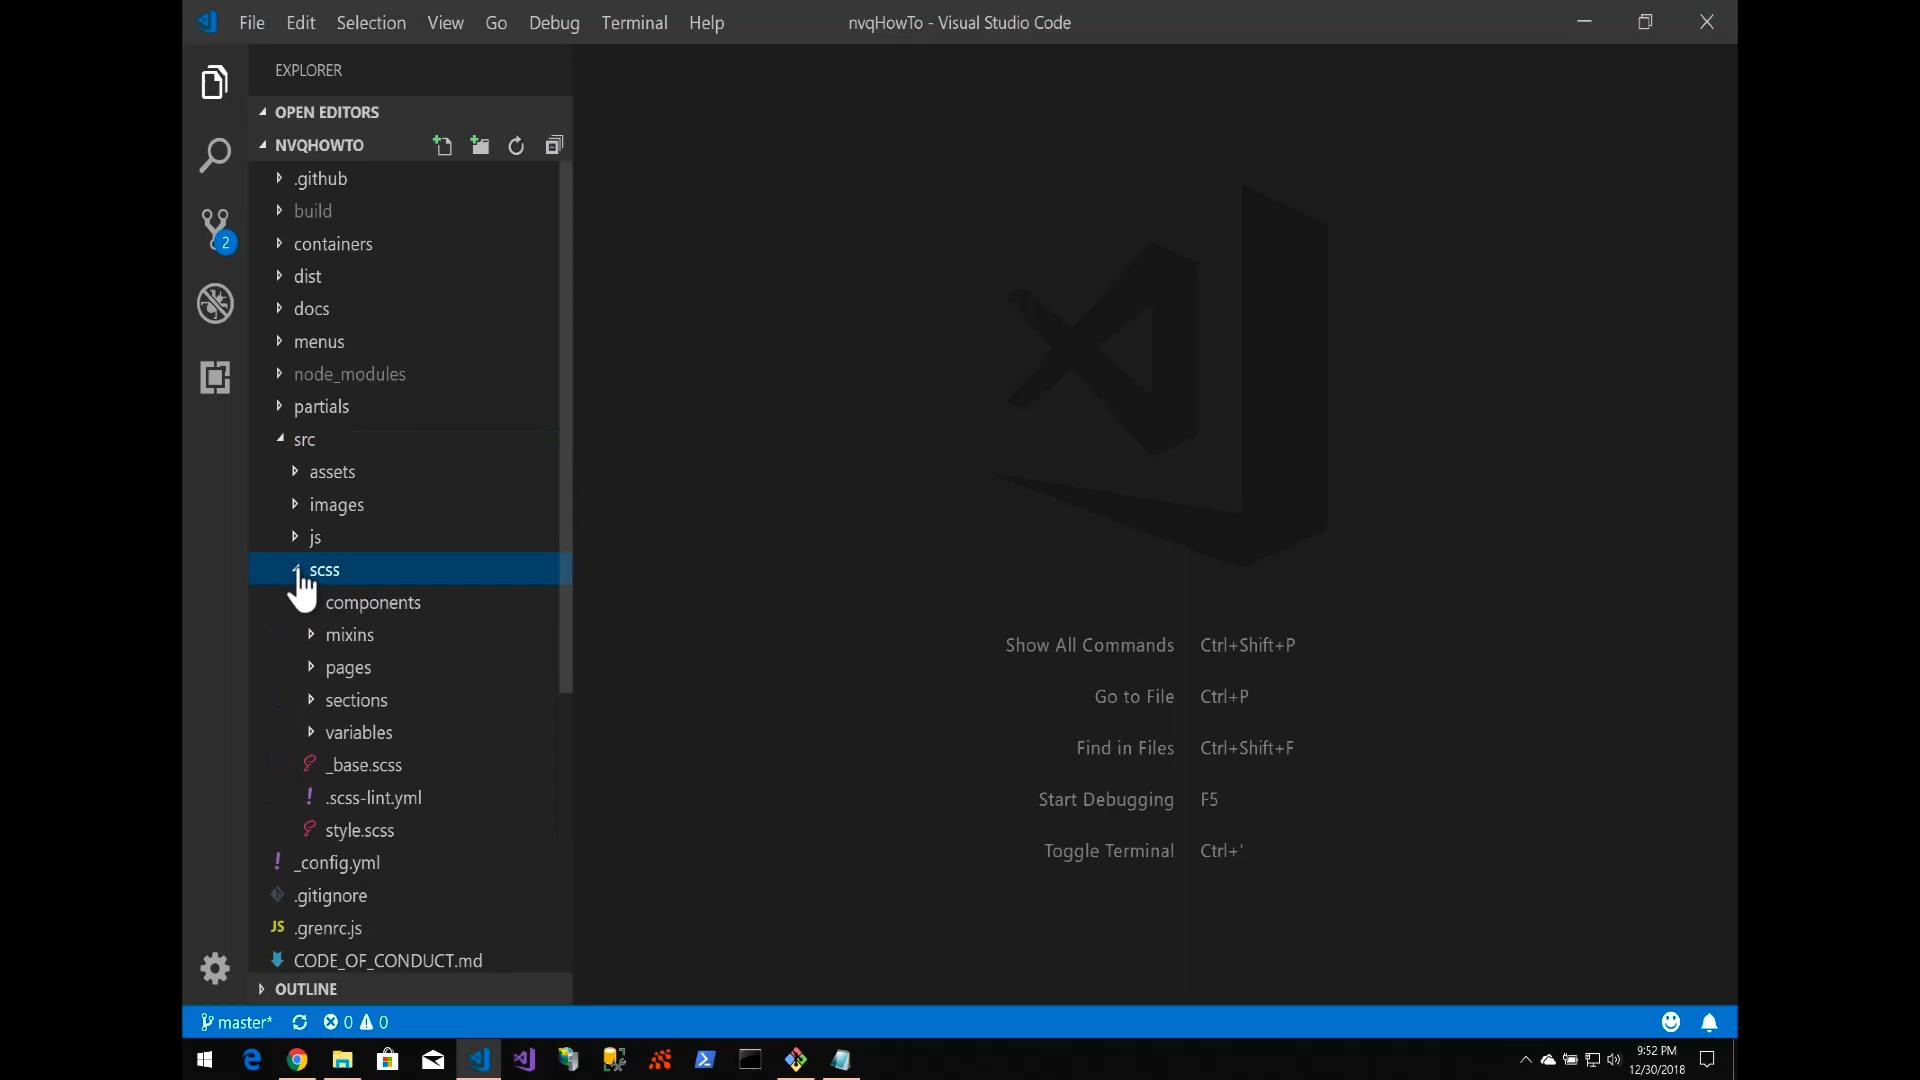 File Edit Selection View Go Debug Terminal Help
nvqHowTo - Visual Studio Code
EXPLORER
OPEN EDITORS
NVQHOWTO
.github
build
containers
2
dist
docs
menus
node_modules
partials
src
assets
images
js
scss
components
mixins
pages
sections
variables
_base.scss
! .scss-lint.yml
style.scss
! _config.yml
.gitignore
JS .grenrc.js
CODE_OF_CONDUCT.md
OUTLINE
Show All Commands Ctrl+Shift+P
Go to File Ctrl+P
Find in Files Ctrl+Shift+F
Start Debugging F5
Toggle Terminal Ctrl+'
master* 0 0
9:52 PM
12/30/2018